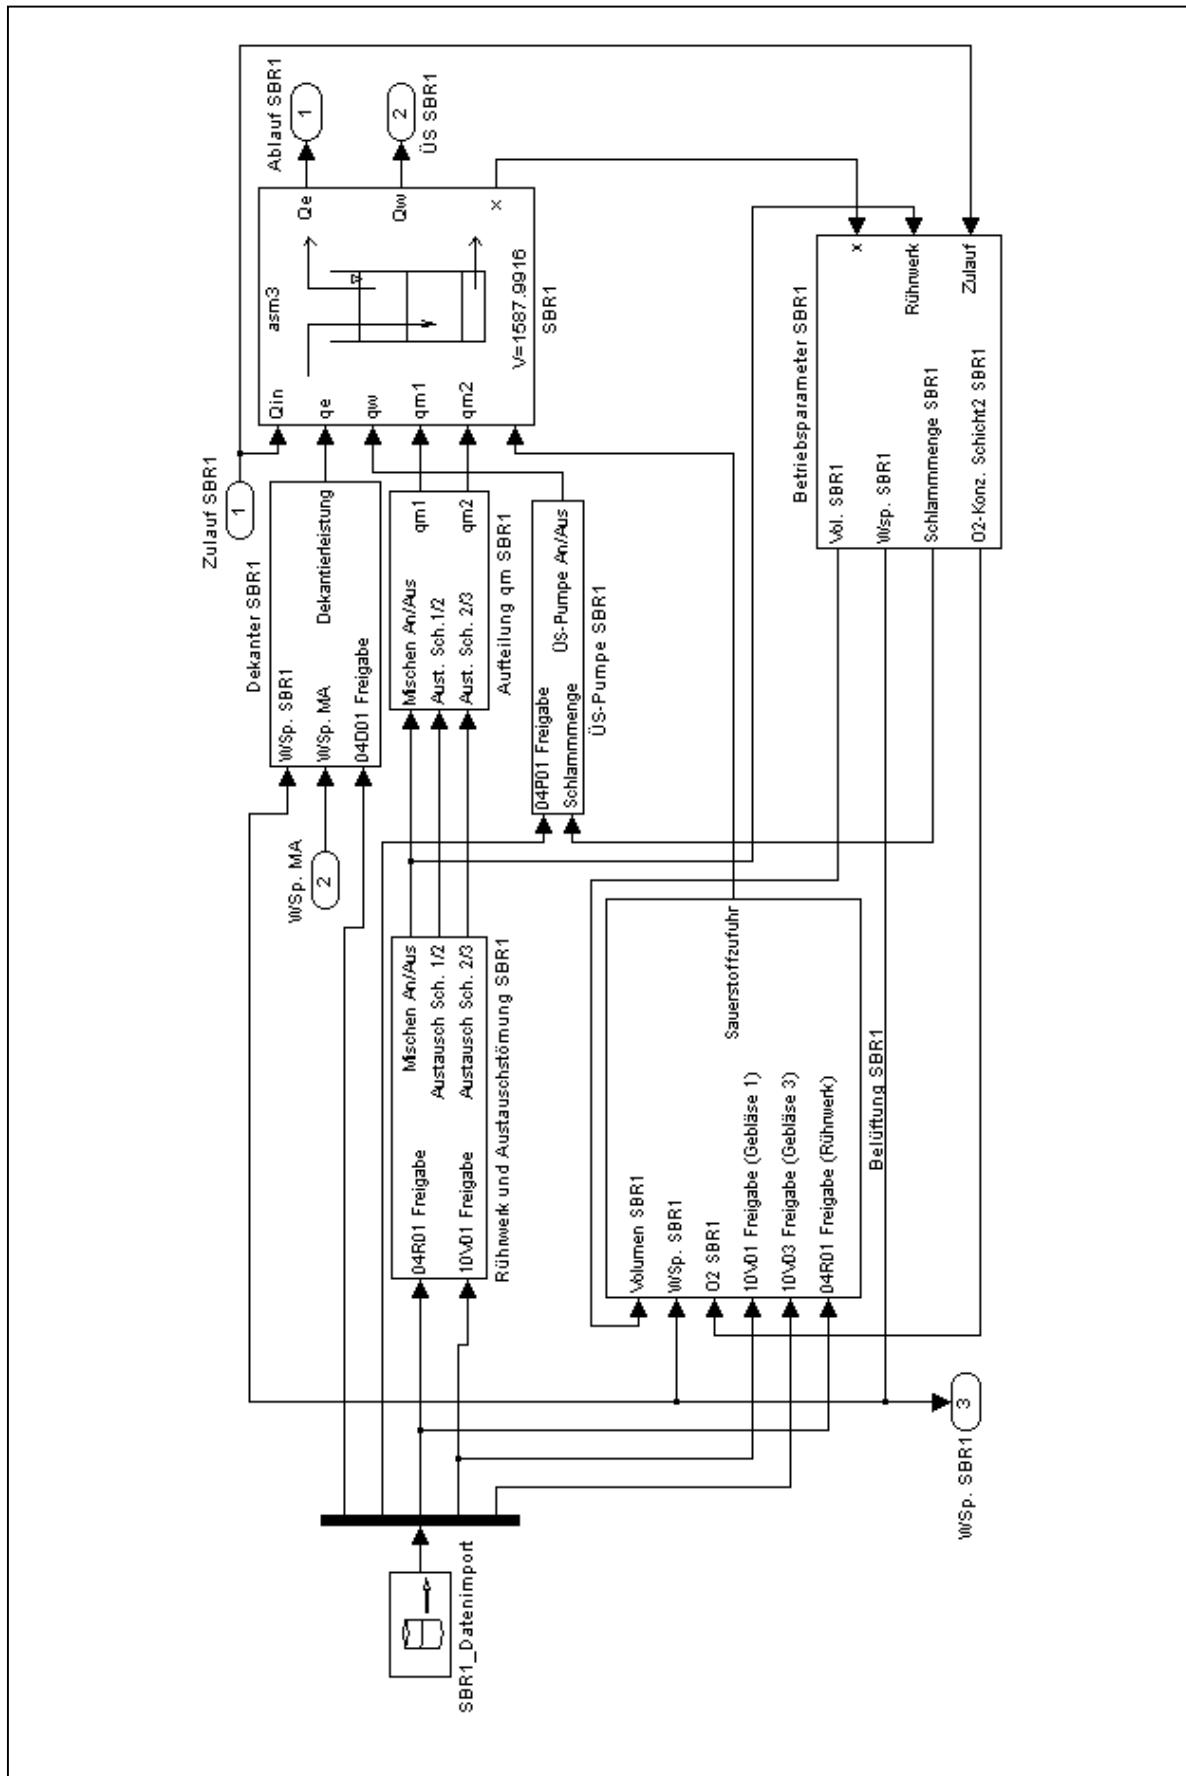 SBR1_Datenimport
Zulauf SBR1
1
WSp. MA
2
WSp. SBR1
WSp. MA
04D01 Freigabe
Dekantierleistung
Dekanter SBR1
04R01 Freigabe
10V01 Freigabe
Mischen An/Aus
Austausch Sch. 1/2
Austausch Sch. 2/3
Rührwerk und Austauschstörnung SBR1
Mischen An/Aus
Aust. Sch.1/2
Aust. Sch. 2/3
qm1
qm2
Aufteilung qm SBR1
04P01 Freigabe
Schlammmenge
ÜS-Pumpe An/Aus
ÜS-Pumpe SBR1
Qin
qe
qw
qm1
qm2
asm3
Qe
Qw
x
V=1587.9916
SBR1
Ablauf SBR1
1
2
ÜS SBR1
Volumen SBR1
WSp. SBR1
O2 SBR1
10V01 Freigabe (Gebläse 1)
10V03 Freigabe (Gebläse 3)
04R01 Freigabe (Rührwerk)
Sauerstoffzufuhr
Belüftung SBR1
Betriebsparameter SBR1
Vol. SBR1
Wsp. SBR1
Schlammmenge SBR1
O2-Konz. Schicht2 SBR1
x
Rührwerk
Zulauf
3
WSp. SBR1